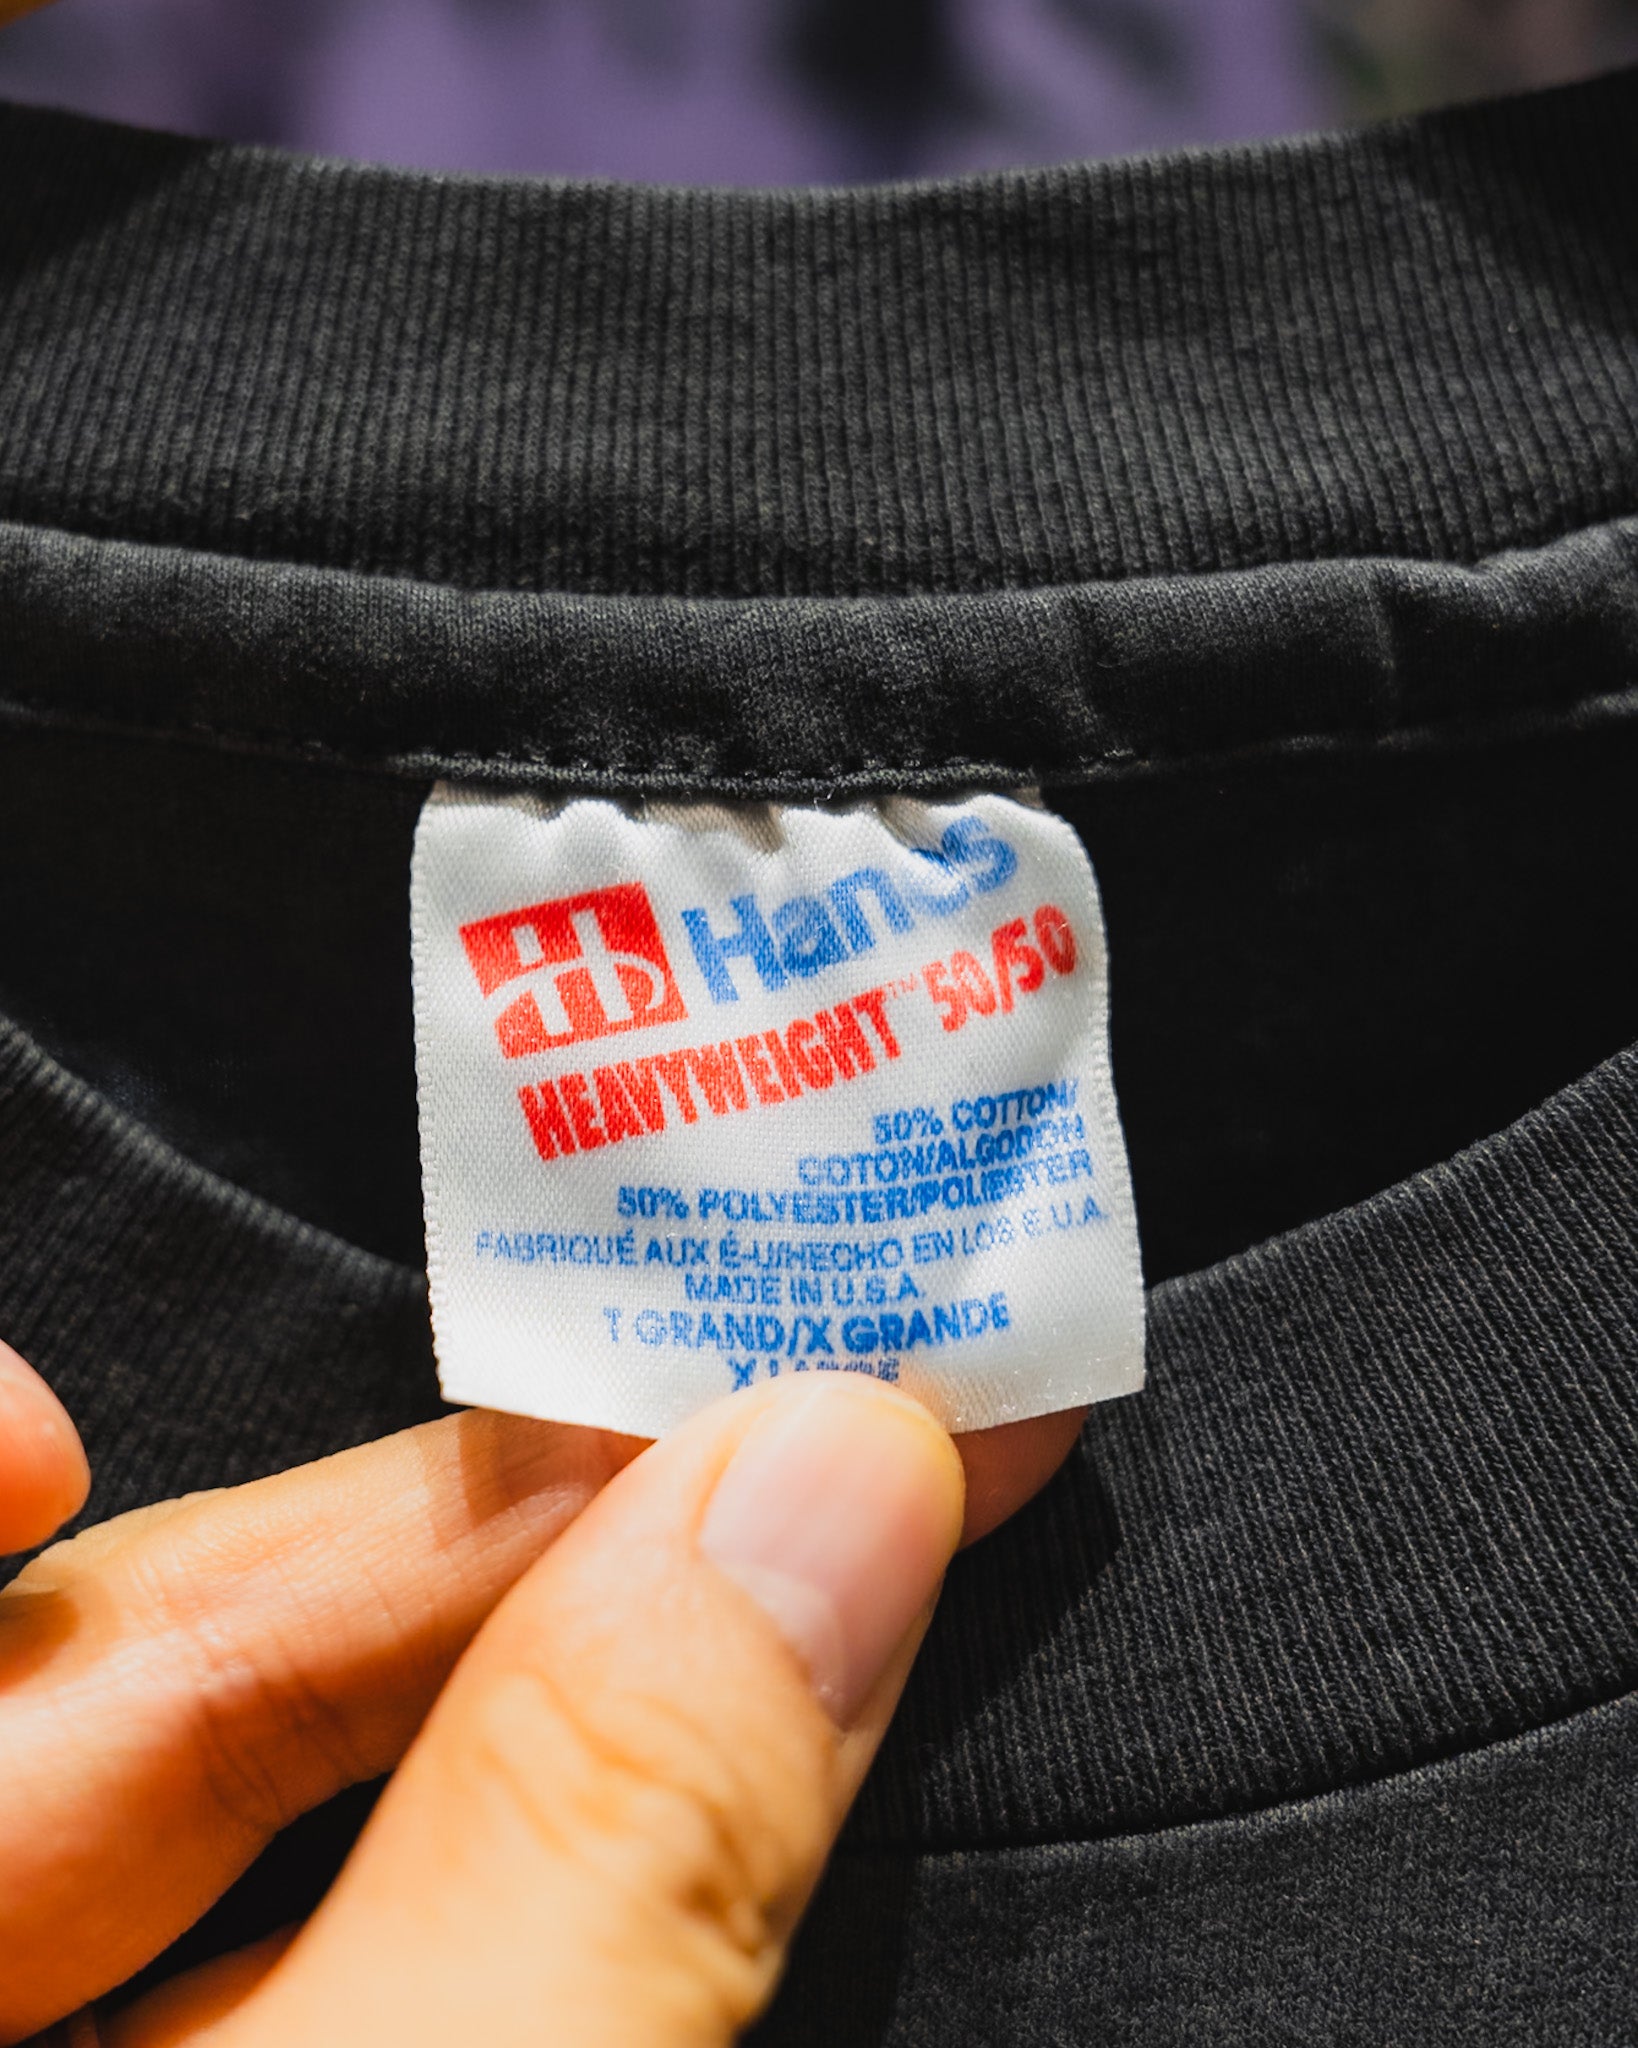 Hanes
HEAVYWEIGHT™ 50/50
50% COTTON/
COTON/ALGODON
50% POLYESTER/POLIESTER
FABRIQUÉ AUX É-U/HECHO EN LOS E.U.A.
MADE IN U.S.A.
T GRAND/X GRANDE
X LARGE